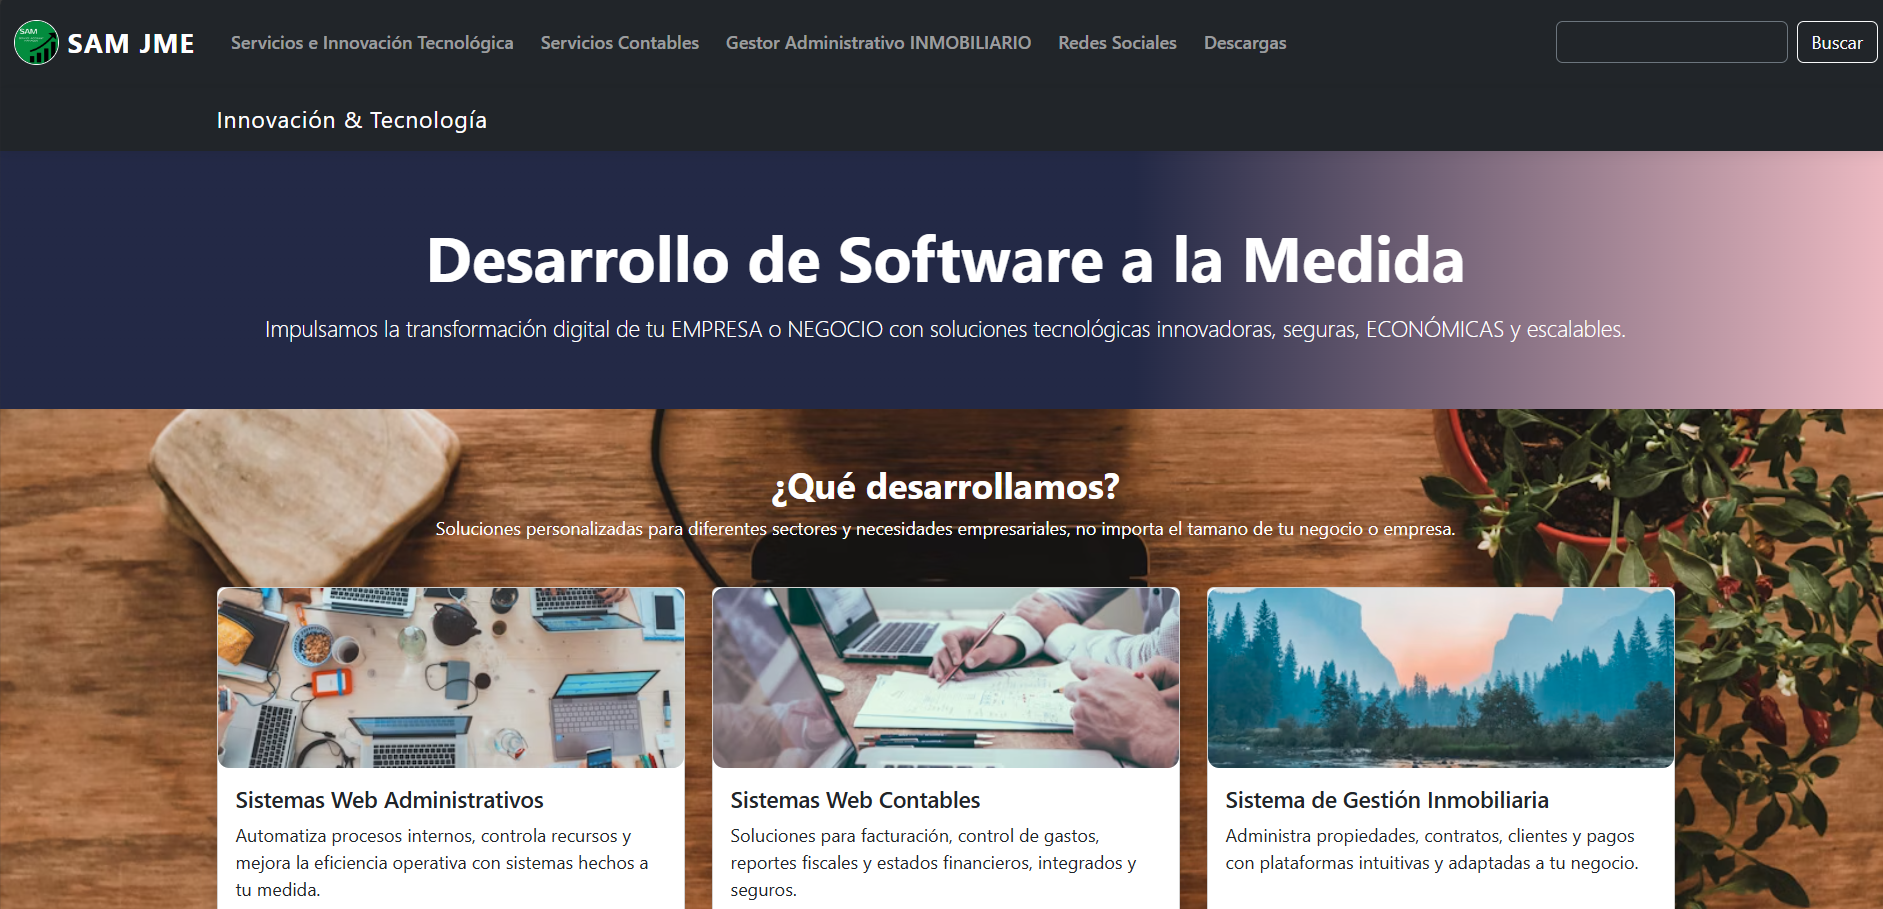 SAM
SAM JME
Servicios e Innovación Tecnológica
Servicios Contables
Gestor Administrativo INMOBILIARIO
Redes Sociales
Descargas
Buscar
Innovación & Tecnología
Desarrollo de Software a la Medida
Impulsamos la transformación digital de tu EMPRESA o NEGOCIO con soluciones tecnológicas innovadoras, seguras, ECONÓMICAS y escalables.
¿Qué desarrollamos?
Soluciones personalizadas para diferentes sectores y necesidades empresariales, no importa el tamano de tu negocio o empresa.
Sistemas Web Administrativos
Automatiza procesos internos, controla recursos y
mejora la eficiencia operativa con sistemas hechos a
tu medida.
Sistemas Web Contables
Soluciones para facturación, control de gastos,
reportes fiscales y estados financieros, integrados y
seguros.
Sistema de Gestión Inmobiliaria
Administra propiedades, contratos, clientes y pagos
con plataformas intuitivas y adaptadas a tu negocio.